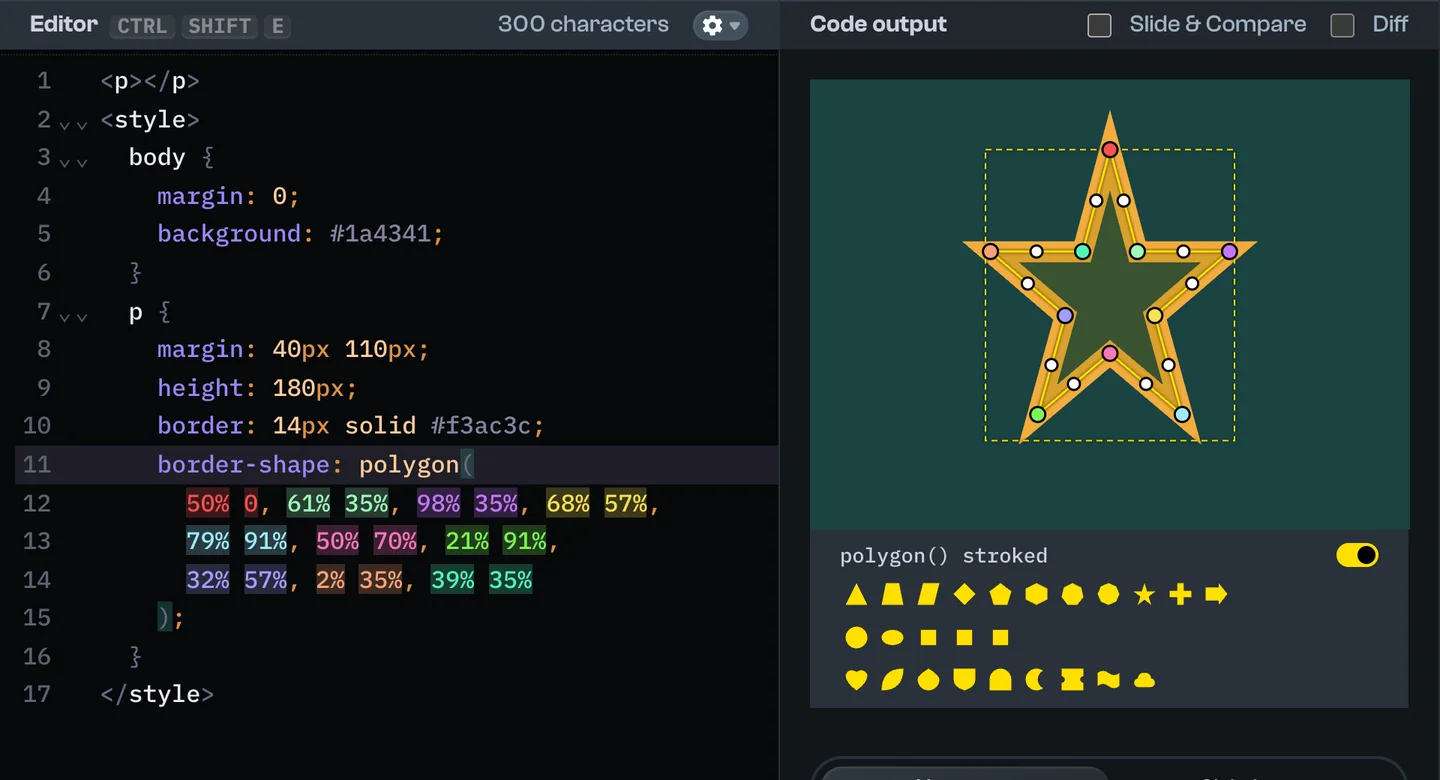 Editor CTRL SHIFT E 300 characters
1 <p></p>
2 <style>
3 body {
4 margin: 0;
5 background: #1a4341;
6 }
7 p {
8 margin: 40px 110px;
9 height: 180px;
10 border: 14px solid #f3ac3c;
11 border-shape: polygon(
12 50% 0, 61% 35%, 98% 35%, 68% 57%,
13 79% 91%, 50% 70%, 21% 91%,
14 32% 57%, 2% 35%, 39% 35%
15 );
16 }
17 </style>
Code output Slide & Compare Diff
polygon() stroked